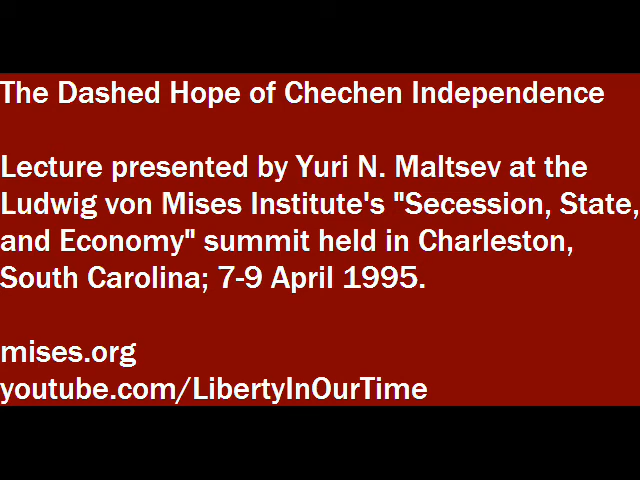 The Dashed Hope of Chechen Independence
Lecture presented by Yuri N. Maltsev at the
Ludwig von Mises Institute's "Secession, State,
and Economy" summit held in Charleston,
South Carolina; 7-9 April 1995.
mises.org
youtube.com/LibertyInOurTime